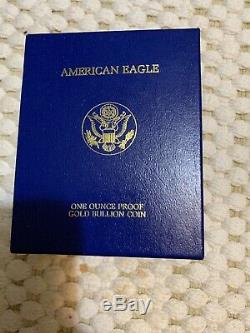 AMERICAN EAGLE
ONE OUNCE PROOF
GOLD BULLION COIN